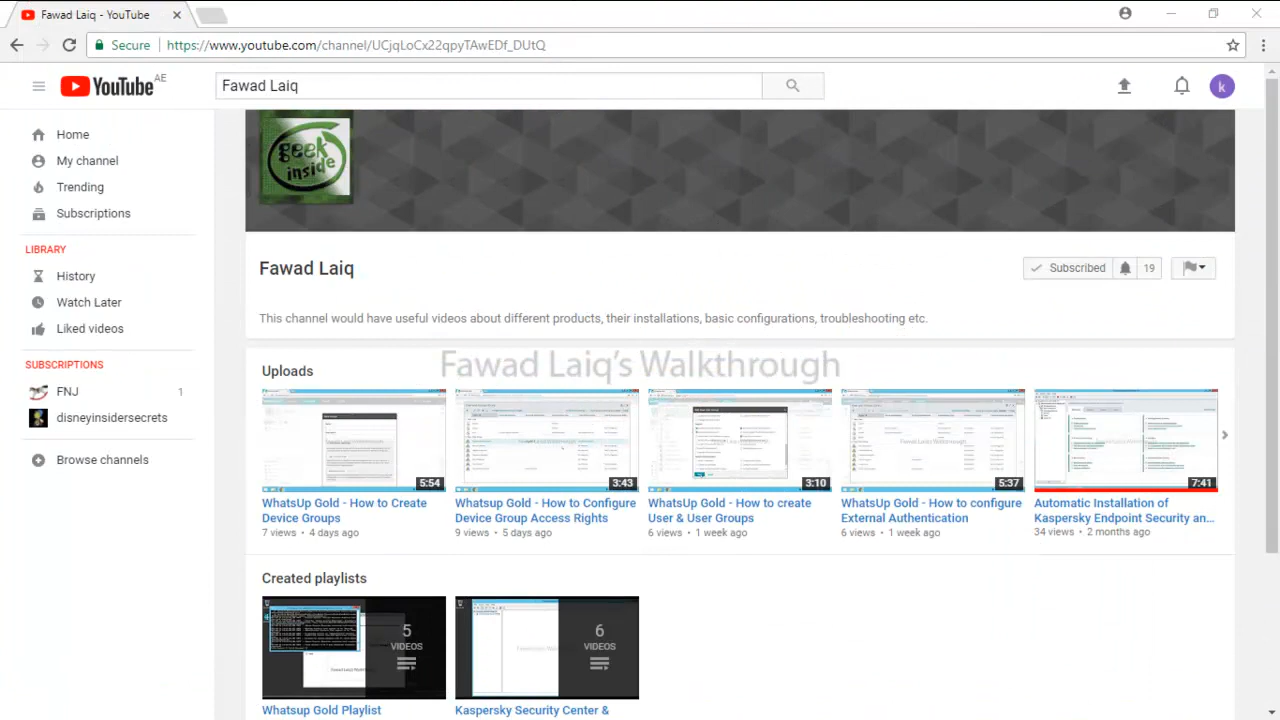 Fawad Laiq - YouTube
Secure https://www.youtube.com/channel/UCjqLoCx22qpyTAwEDf_DUtQ
YouTube AE
Fawad Laiq
k
Home
My channel
Trending
Subscriptions
LIBRARY
History
Watch Later
Liked videos
SUBSCRIPTIONS
FNJ 1
disneyinsidersecrets
Browse channels
geek
inside
Fawad Laiq
Subscribed 19
This channel would have useful videos about different products, their installations, basic configurations, troubleshooting etc.
Fawad Laiq's Walkthrough
Uploads
5:54
3:43
3:10
5:37
7:41
WhatsUp Gold - How to Create
Device Groups
7 views • 4 days ago
Whatsup Gold - How to Configure
Device Group Access Rights
9 views • 5 days ago
WhatsUp Gold - How to create
User & User Groups
6 views • 1 week ago
WhatsUp Gold - How to configure
External Authentication
6 views • 1 week ago
Automatic Installation of
Kaspersky Endpoint Security an...
34 views • 2 months ago
Created playlists
5
VIDEOS
6
VIDEOS
Whatsup Gold Playlist
Kaspersky Security Center &